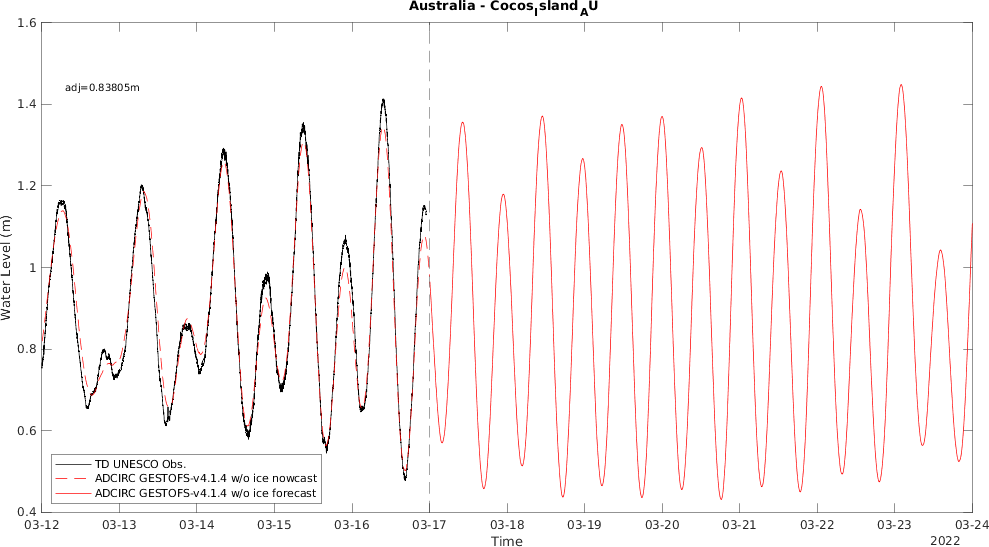 Australia - Cocos_Island_AU
1.6
1.4
1.2
1
0.8
0.6
0.4
Water Level (m)
adj=0.83805m
TD UNESCO Obs.
ADCIRC GESTOFS-v4.1.4 w/o ice nowcast
ADCIRC GESTOFS-v4.1.4 w/o ice forecast
03-12 03-13 03-14 03-15 03-16 03-17 03-18 03-19 03-20 03-21 03-22 03-23 03-24
Time
2022